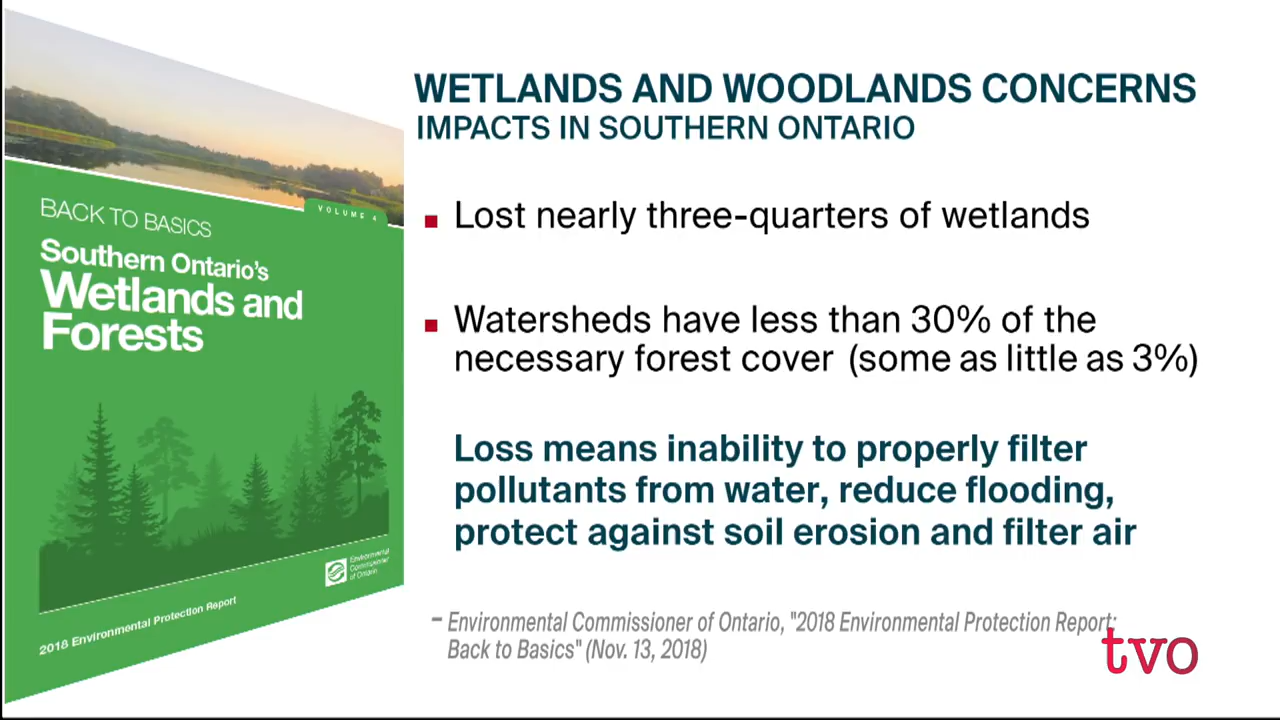 BACK TO BASICS
VOLUME 4
Southern Ontario's
Wetlands and
Forests
Environmental
Commissioner
of Ontario
2018 Environmental Protection Report
WETLANDS AND WOODLANDS CONCERNS
IMPACTS IN SOUTHERN ONTARIO
Lost nearly three-quarters of wetlands
Watersheds have less than 30% of the
necessary forest cover (some as little as 3%)
Loss means inability to properly filter
pollutants from water, reduce flooding,
protect against soil erosion and filter air
– Environmental Commissioner of Ontario, "2018 Environmental Protection Report:
Back to Basics" (Nov. 13, 2018)
tvo